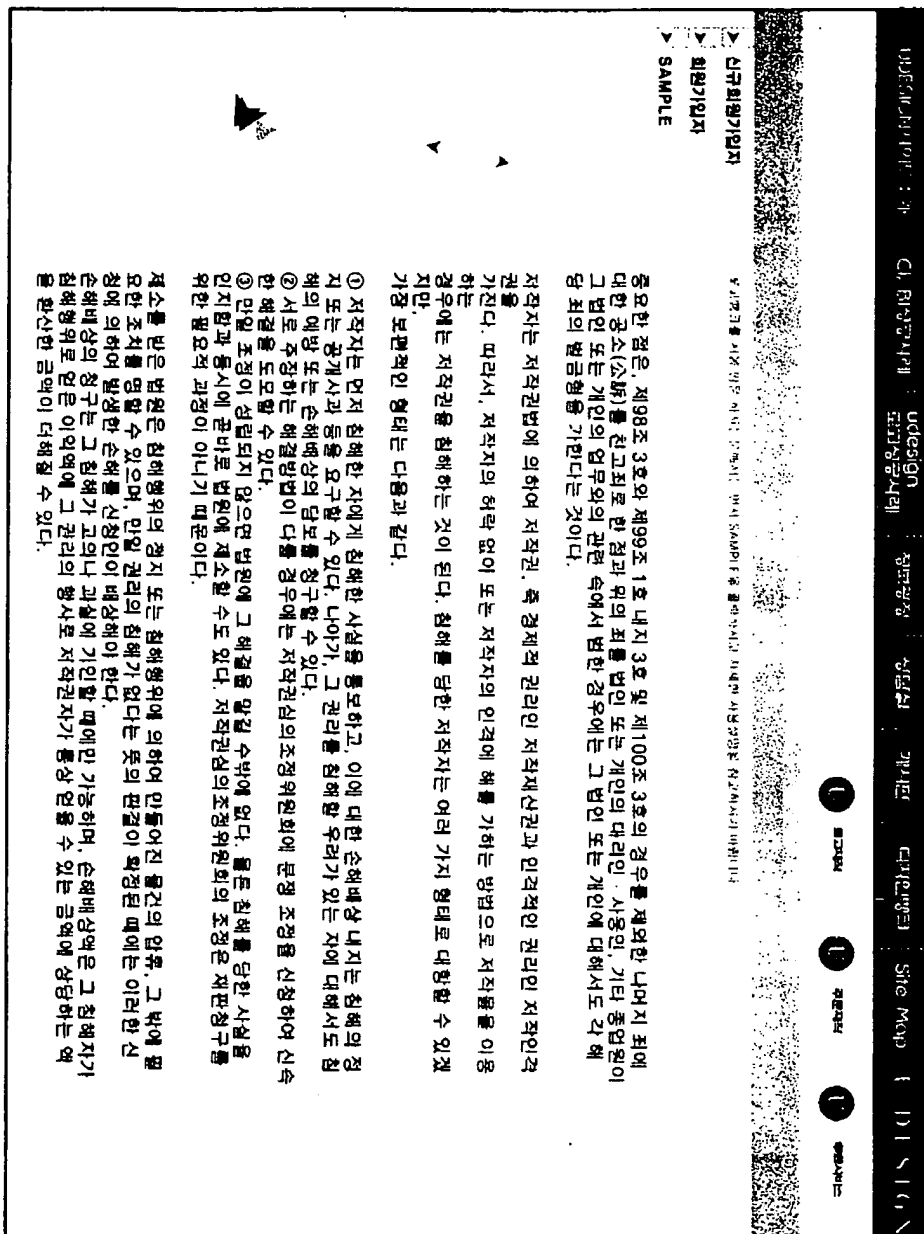 Site Map
신규회원가입자
회원가입자
SAMPLE
중요한 점은, 제98조 3호와 제99조 1호 내지 3호 및 제100조 3호의 경우를 제외한 나머지 죄에
대한 공소(公訴)를 친고죄로 한 점과 위의 죄를 법인 또는 개인의 대리인·사용인, 기타 종업원이
그 법인 또는 개인의 업무와의 관련 속에서 범한 경우에는 그 법인 또는 개인에 대해서도 각 해
당 죄의 벌금형을 가한다는 것이다.
저작자는 저작권법에 의하여 저작권, 즉 경제적 권리인 저작재산권과 인격적인 권리인 저작인격
권을
가진다. 따라서, 저작자의 허락 없이 또는 저작자의 인격에 해를 가하는 방법으로 저작물을 이용
하는
경우에는 저작권을 침해하는 것이 된다. 침해를 당한 저작자는 여러 가지 형태로 대항할 수 있겠
지만,
가장 보편적인 형태는 다음과 같다.
① 저작자는 먼저 침해한 자에게 침해한 사실을 통보하고, 이에 대한 손해배상 내지는 침해의 정
지 또는 공개사과 등을 요구할 수 있다. 나아가, 그 권리를 침해할 우려가 있는 자에 대해서도 침
해의 예방 또는 손해배상의 담보를 청구할 수 있다.
② 서로 주장하는 해결방법이 다를 경우에는 저작권심의조정위원회에 분쟁 조정을 신청하여 신속
한 해결을 도모할 수 있다.
③ 만일 조정이 성립되지 않으면 법원에 그 해결을 맡길 수밖에 없다. 물론 침해를 당한 사실을
인지함과 동시에 곧바로 법원에 제소할 수도 있다. 저작권심의조정위원회의 조정은 재판청구를
위한 필요적 과정이 아니기 때문이다.
제소를 받은 법원은 침해행위의 정지 또는 침해행위에 의하여 만들어진 물건의 압류, 그 밖에 필
요한 조치를 명할 수 있으며, 만일 권리의 침해가 없다는 뜻의 판결이 확정된 때에는 이러한 신
청에 의하여 발생한 손해를 신청인이 배상해야 한다.
손해배상의 청구는 그 침해가 고의나 과실에 기인할 때에만 가능하며, 손해배상액은 그 침해자가
침해행위로 얻은 이익액에 그 권리의 행사로 저작권자가 통상 얻을 수 있는 금액에 상당하는 액
을 환산한 금액이 더해질 수 있다.